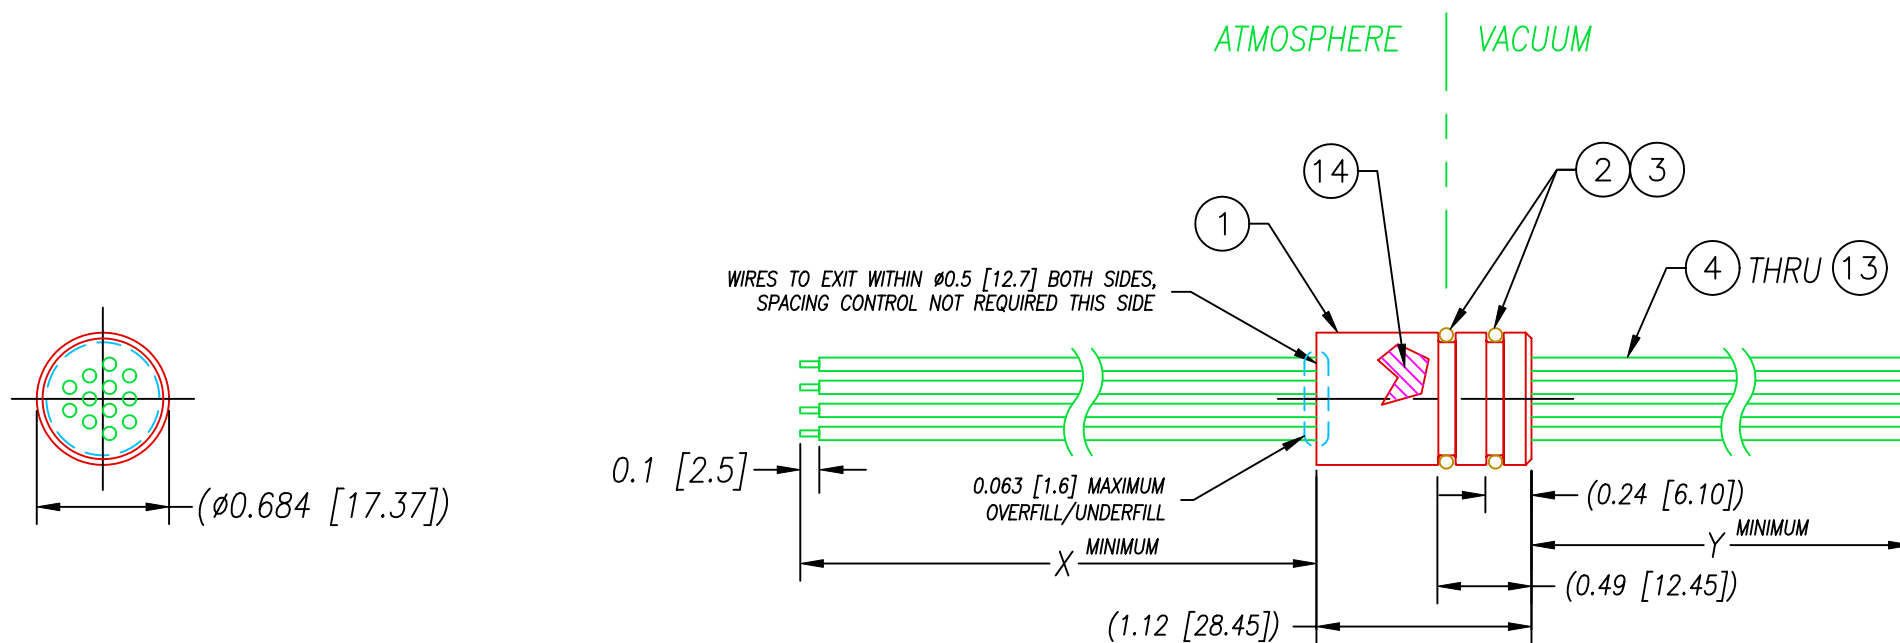 ATMOSPHERE VACUUM
14
2 3
1
4 THRU 13
WIRES TO EXIT WITHIN ø0.5 [12.7] BOTH SIDES,
SPACING CONTROL NOT REQUIRED THIS SIDE
0.1 [2.5]
(ø0.684 [17.37])
0.063 [1.6] MAXIMUM
OVERFILL/UNDERFILL
(0.24 [6.10])
X MINIMUM
Y MINIMUM
(0.49 [12.45])
(1.12 [28.45])